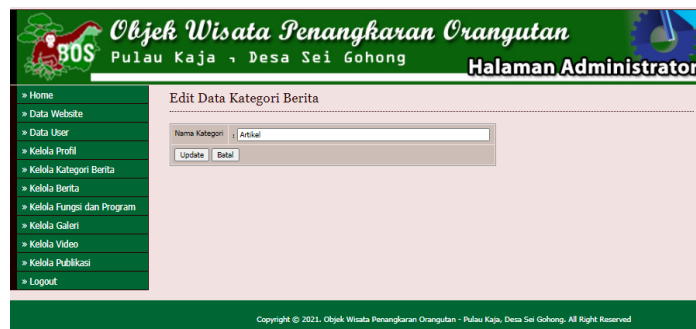 BOS
Objek Wisata Penangkaran Orangutan
Pulau Kaja , Desa Sei Gohong
Halaman Administrator
» Home
» Data Website
» Data User
» Kelola Profil
» Kelola Kategori Berita
» Kelola Berita
» Kelola Fungsi dan Program
» Kelola Galeri
» Kelola Video
» Kelola Publikasi
» Logout
Edit Data Kategori Berita
Nama Kategori : Artikel
Update Batal
Copyright © 2021. Objek Wisata Penangkaran Orangutan - Pulau Kaja, Desa Sei Gohong. All Right Reserved